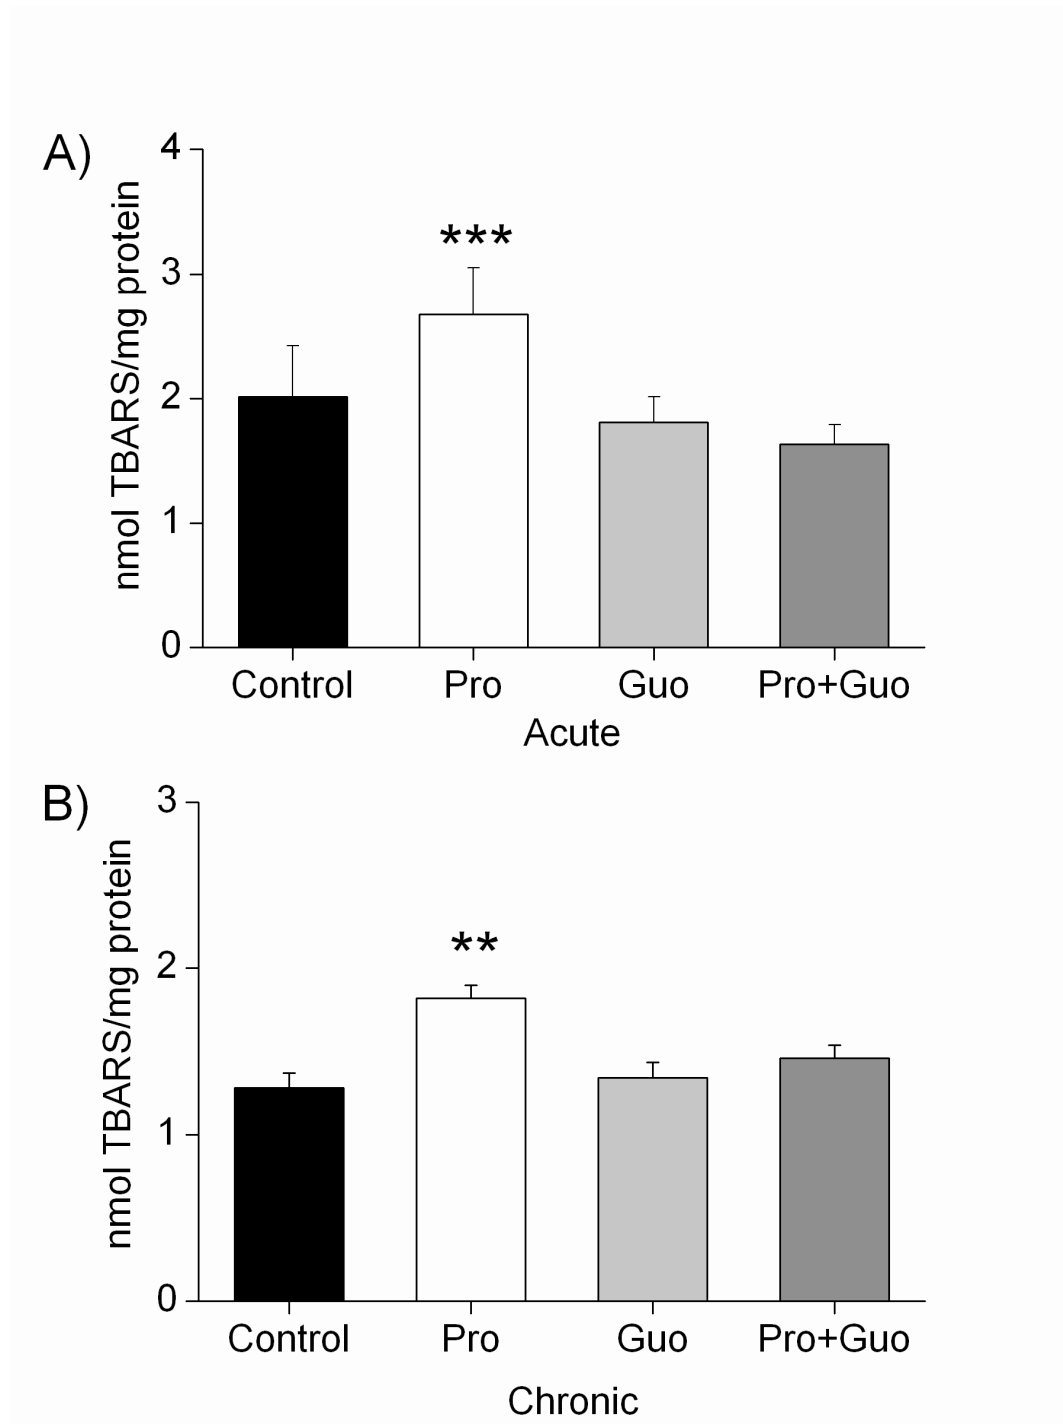 A)
nmol TBARS/mg protein
4
3
2
1
0
***
Control Pro Guo Pro+Guo
Acute
B)
nmol TBARS/mg protein
3
2
1
0
**
Control Pro Guo Pro+Guo
Chronic